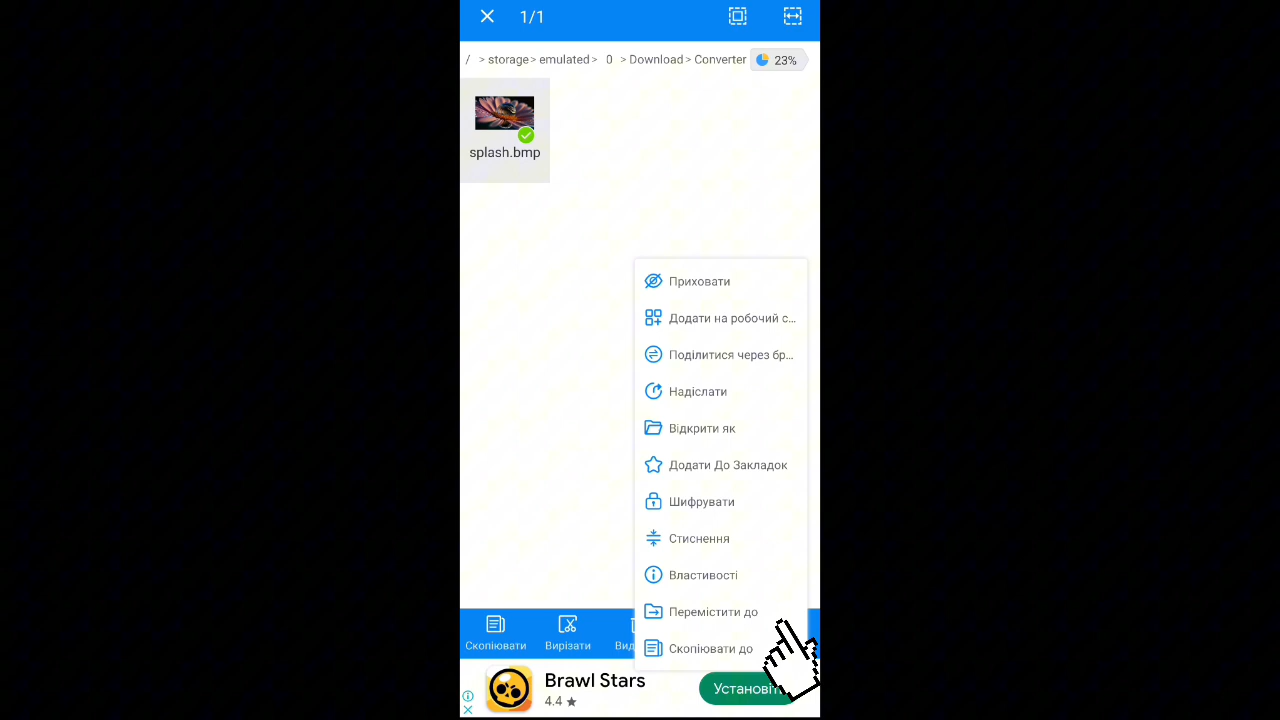 1/1
/ > storage > emulated > 0 > Download > Converter
23%
splash.bmp
Приховати
Додати на робочий с...
Поділитися через бр...
Надіслати
Відкрити як
Додати До Закладок
Шифрувати
Стиснення
Властивості
Перемістити до
Скопіювати до
Скопіювати
Вирізати
Вид
Brawl Stars
4.4 ★
Установіть